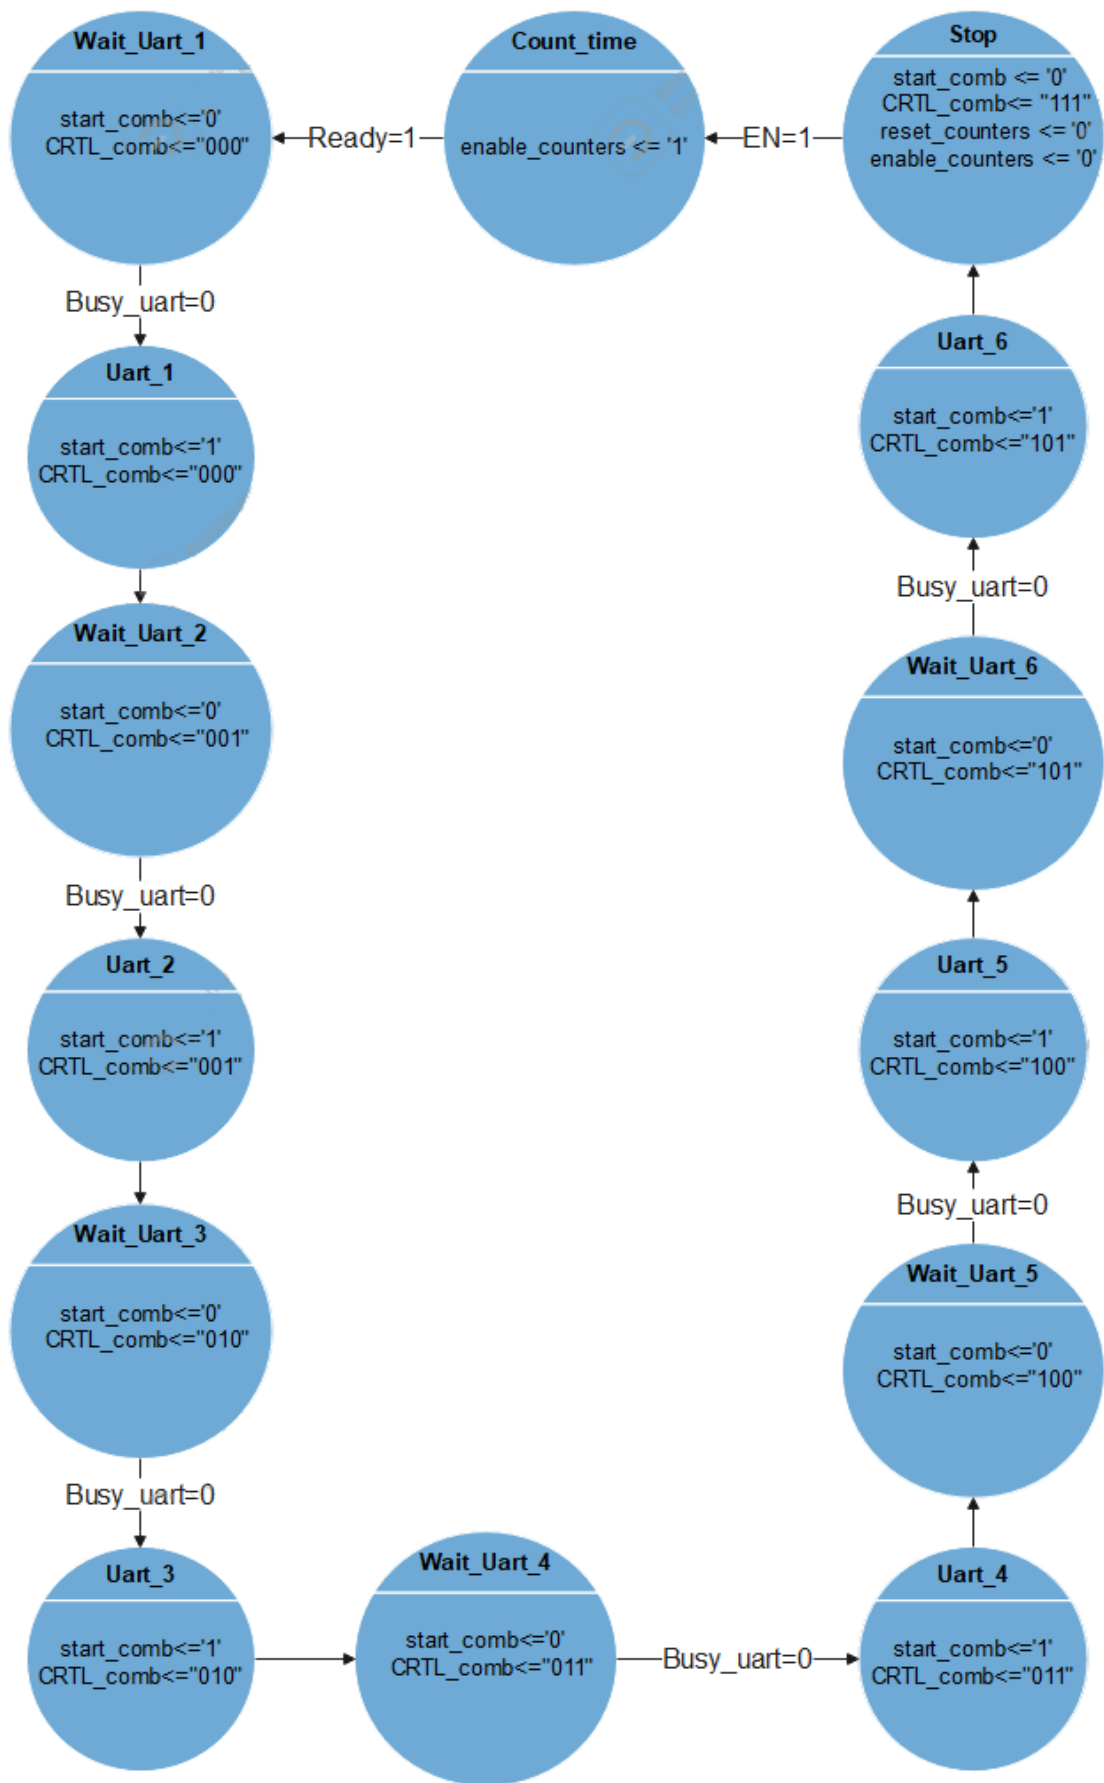 Wait_Uart_1
start_comb<='0'
CRTL_comb<="000"
Ready=1
Count_time
enable_counters <= '1'
EN=1
Stop
start_comb <= '0'
CRTL_comb<= "111"
reset_counters <= '0'
enable_counters <= '0'
Busy_uart=0
Uart_1
start_comb<='1'
CRTL_comb<="000"
Wait_Uart_2
start_comb<='0'
CRTL_comb<="001"
Busy_uart=0
Uart_2
start_comb<='1'
CRTL_comb<="001"
Wait_Uart_3
start_comb<='0'
CRTL_comb<="010"
Busy_uart=0
Uart_3
start_comb<='1'
CRTL_comb<="010"
Wait_Uart_4
start_comb<='0'
CRTL_comb<="011"
Busy_uart=0
Uart_4
start_comb<='1'
CRTL_comb<="011"
Wait_Uart_5
start_comb<='0'
CRTL_comb<="100"
Busy_uart=0
Uart_5
start_comb<='1'
CRTL_comb<="100"
Wait_Uart_6
start_comb<='0'
CRTL_comb<="101"
Busy_uart=0
Uart_6
start_comb<='1'
CRTL_comb<="101"